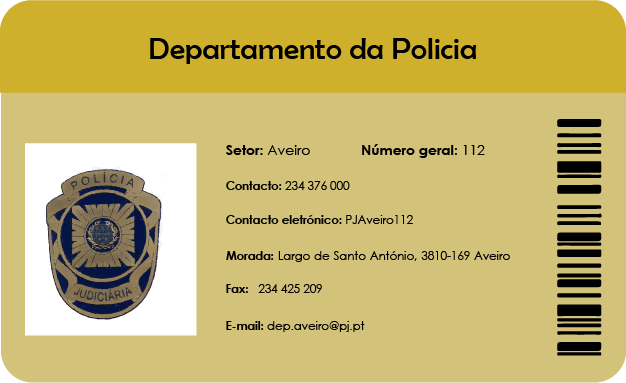 Departamento da Policia
Setor: Aveiro Número geral: 112
Contacto: 234 376 000
Contacto eletrónico: PJAveiro112
Morada: Largo de Santo António, 3810-169 Aveiro
Fax: 234 425 209
E-mail: dep.aveiro@pj.pt
POLÍCIA
JUDICIÁRIA